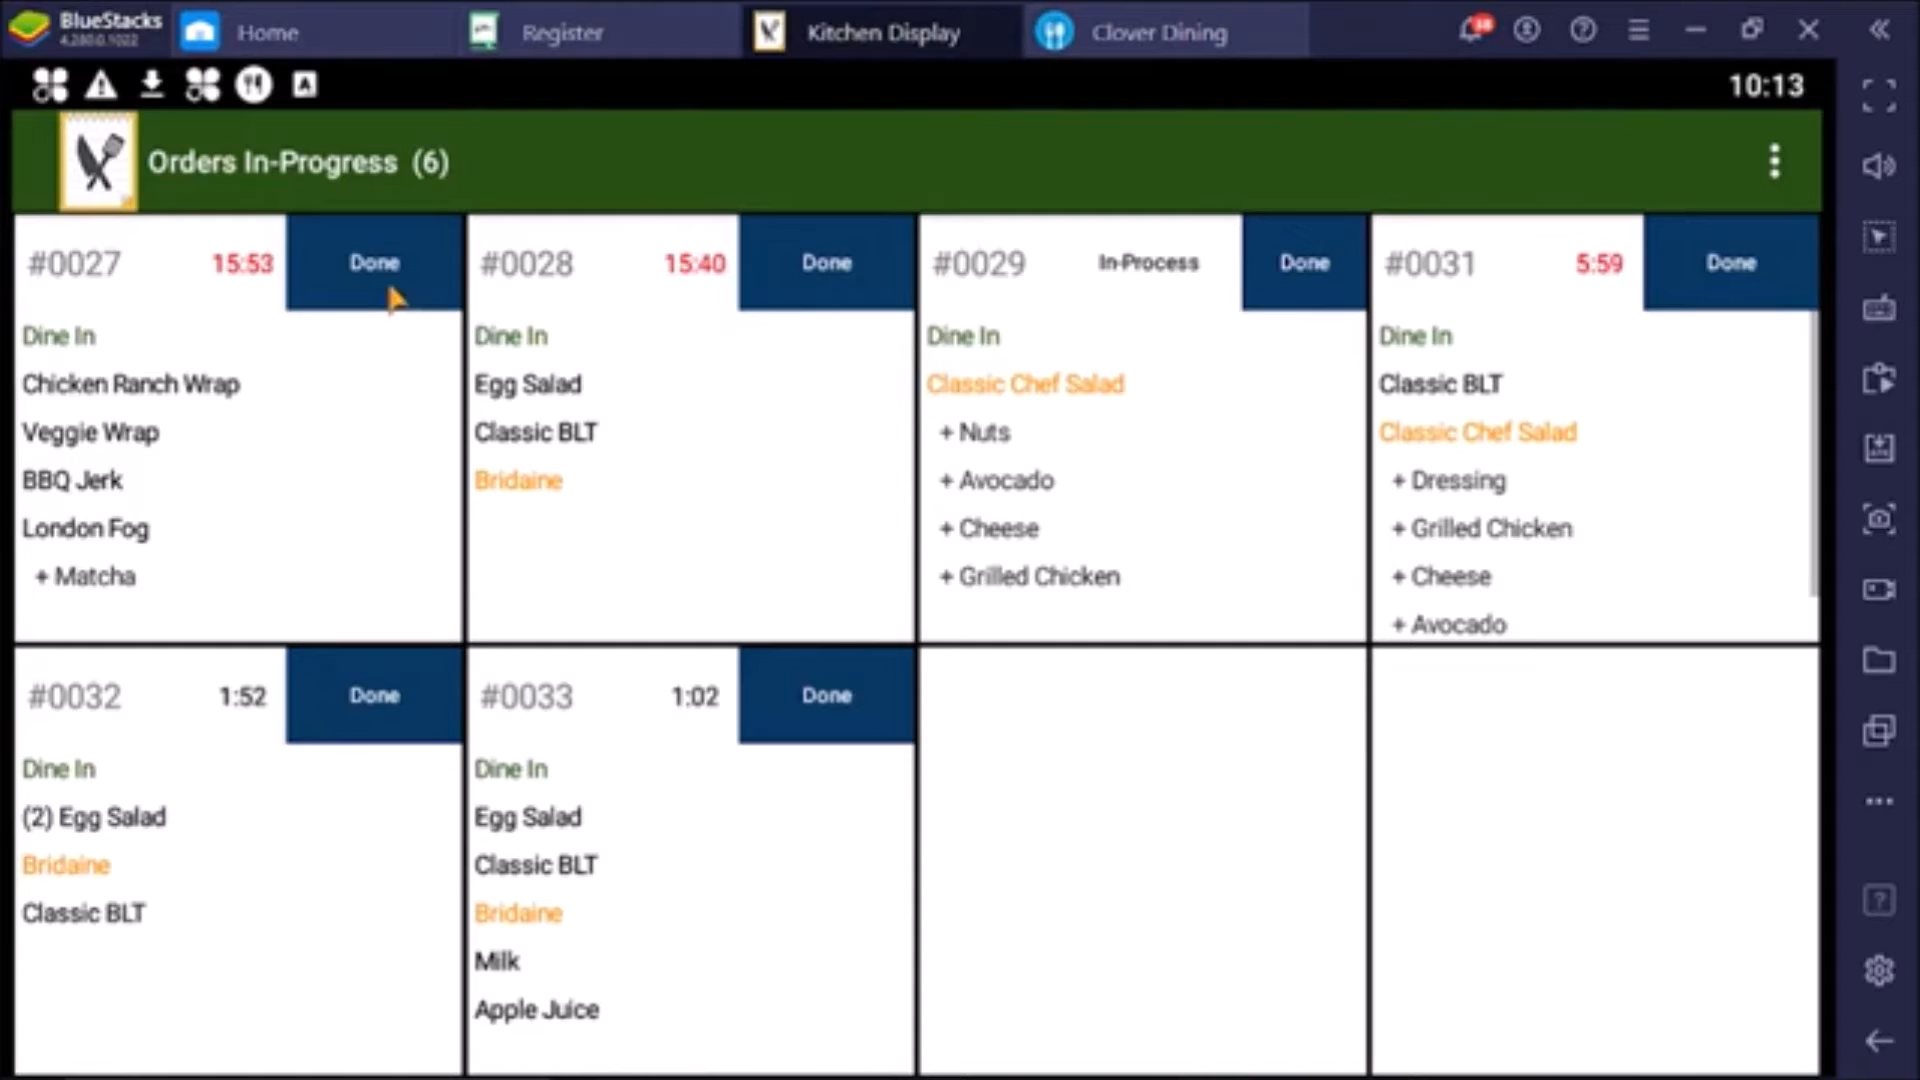 BlueStacks
4.280.0.1022
Home
Register
Kitchen Display
Clover Dining
A
10:13
Orders In-Progress (6)
#0027 15:53 Done
Dine In
Chicken Ranch Wrap
Veggie Wrap
BBQ Jerk
London Fog
+ Matcha
#0028 15:40 Done
Dine In
Egg Salad
Classic BLT
Bridaine
#0029 In-Process Done
Dine In
Classic Chef Salad
+ Nuts
+ Avocado
+ Cheese
+ Grilled Chicken
#0031 5:59 Done
Dine In
Classic BLT
Classic Chef Salad
+ Dressing
+ Grilled Chicken
+ Cheese
+ Avocado
#0032 1:52 Done
Dine In
(2) Egg Salad
Bridaine
Classic BLT
#0033 1:02 Done
Dine In
Egg Salad
Classic BLT
Bridaine
Milk
Apple Juice